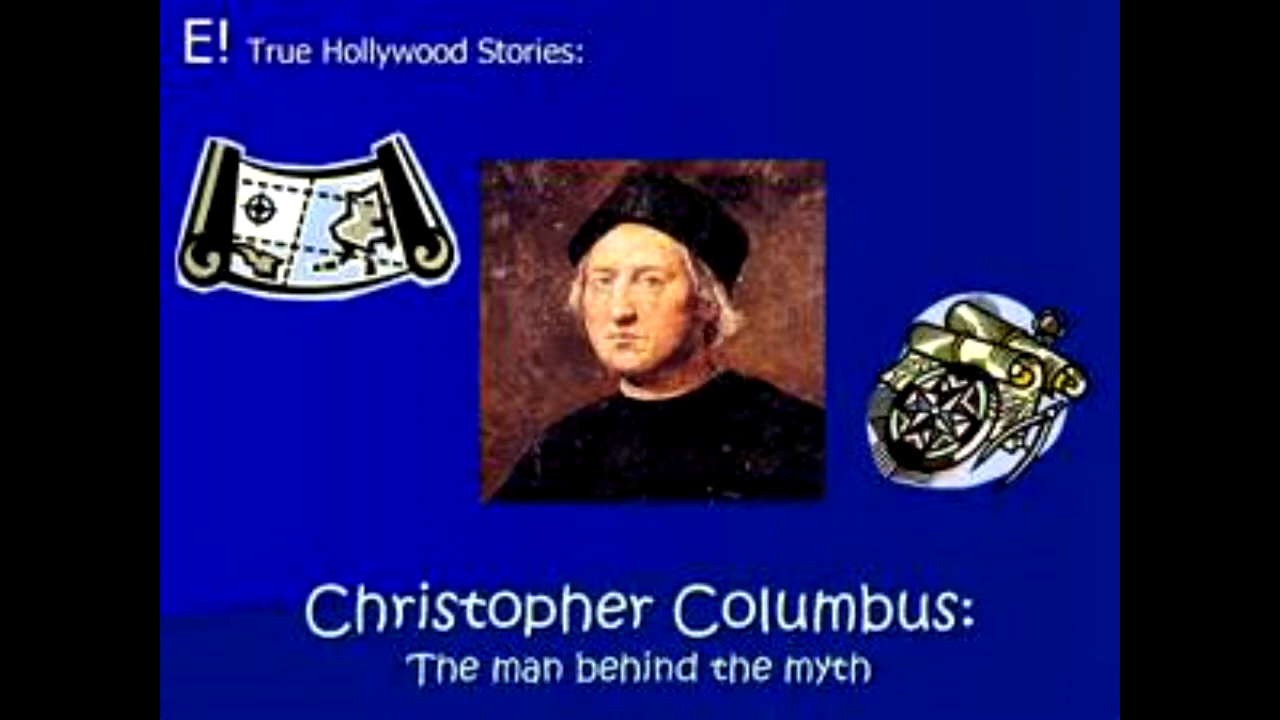 E! True Hollywood Stories:
Christopher Columbus:
The man behind the myth